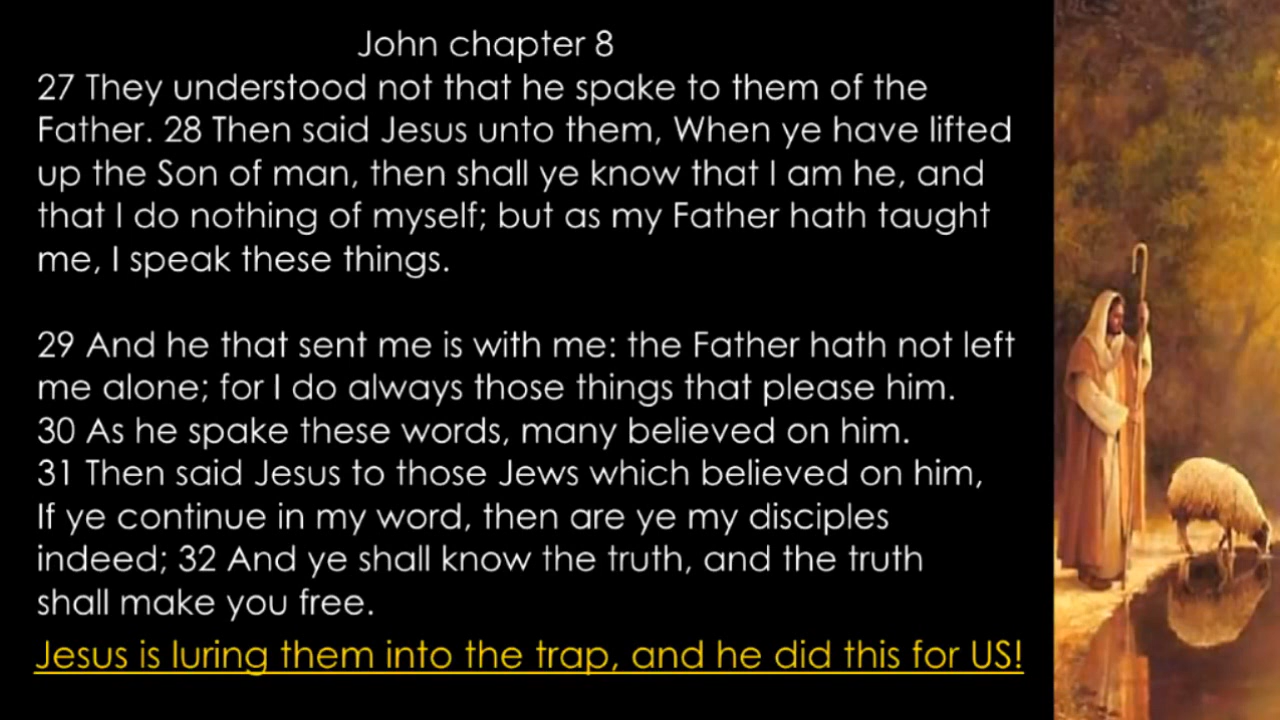 John chapter 8
27 They understood not that he spake to them of the
Father. 28 Then said Jesus unto them, When ye have lifted
up the Son of man, then shall ye know that I am he, and
that I do nothing of myself; but as my Father hath taught
me, I speak these things.
29 And he that sent me is with me: the Father hath not left
me alone; for I do always those things that please him.
30 As he spake these words, many believed on him.
31 Then said Jesus to those Jews which believed on him,
If ye continue in my word, then are ye my disciples
indeed; 32 And ye shall know the truth, and the truth
shall make you free.
Jesus is luring them into the trap, and he did this for US!